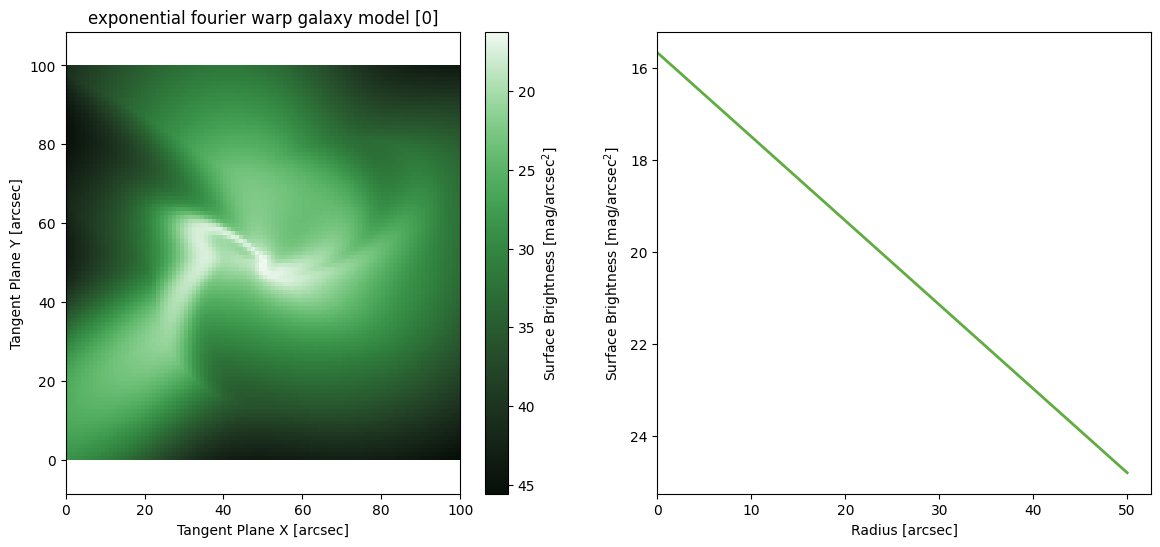 exponential fourier warp galaxy model [0]
100
80
60
40
20
0
0 20 40 60 80 100
Tangent Plane X [arcsec]
Tangent Plane Y [arcsec]
20
25
30
35
40
45
Surface Brightness [mag/arcsec²]
16
18
20
22
24
0 10 20 30 40 50
Radius [arcsec]
Surface Brightness [mag/arcsec²]